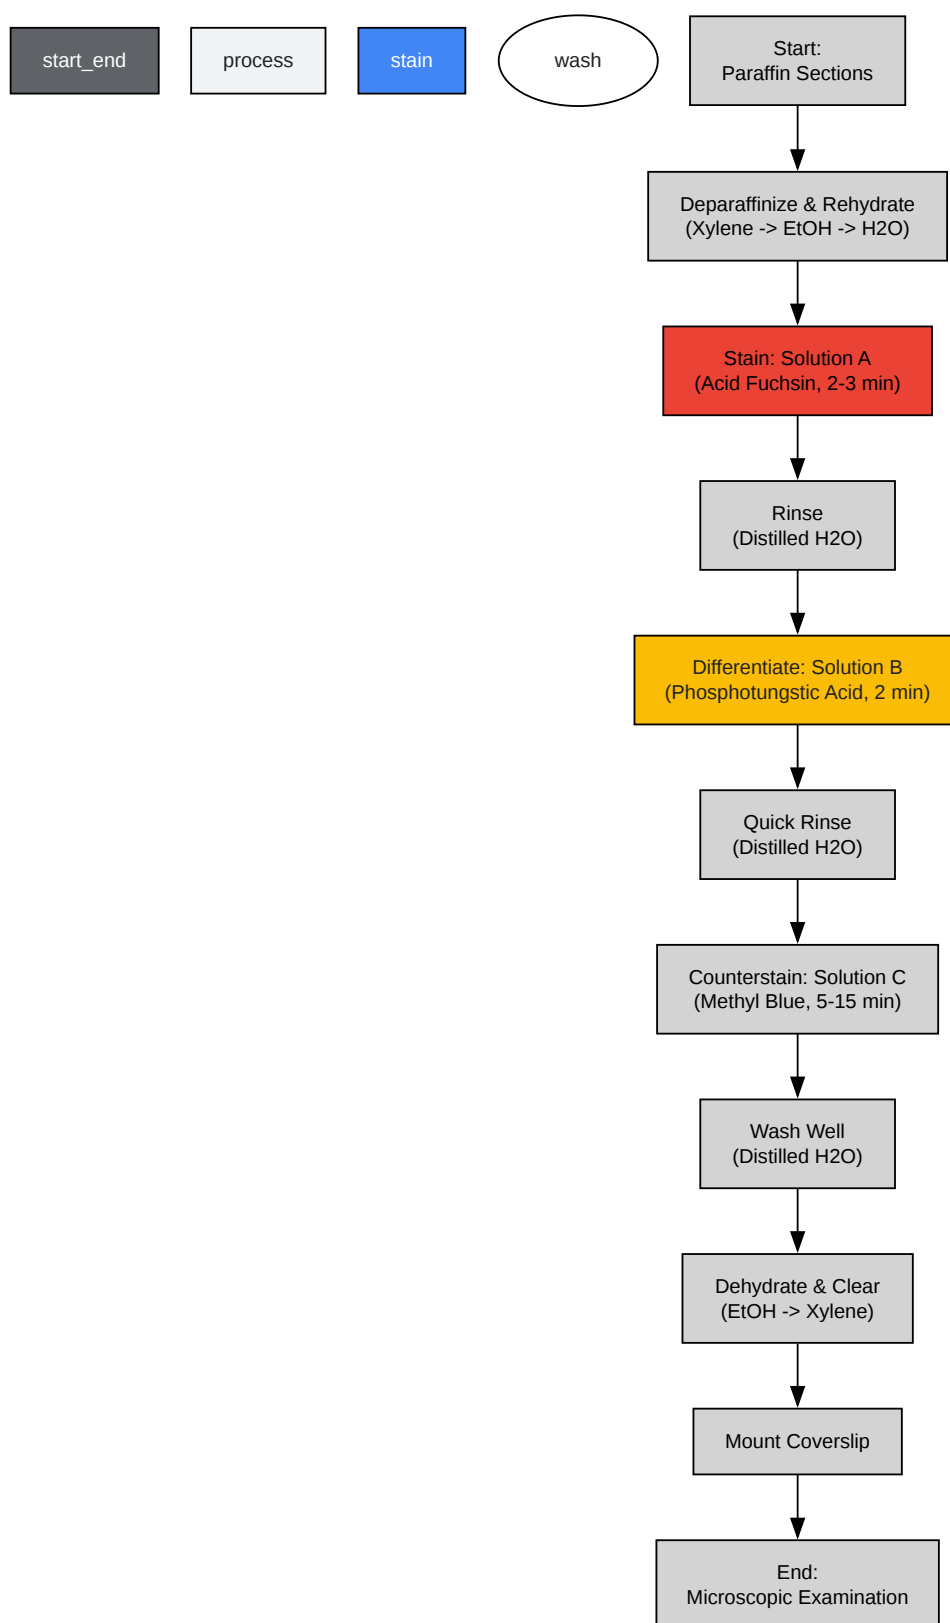 start_end
process
stain
wash
Start:
Paraffin Sections
Deparaffinize & Rehydrate
(Xylene -> EtOH -> H2O)
Stain: Solution A
(Acid Fuchsin, 2-3 min)
Rinse
(Distilled H2O)
Differentiate: Solution B
(Phosphotungstic Acid, 2 min)
Quick Rinse
(Distilled H2O)
Counterstain: Solution C
(Methyl Blue, 5-15 min)
Wash Well
(Distilled H2O)
Dehydrate & Clear
(EtOH -> Xylene)
Mount Coverslip
End:
Microscopic Examination